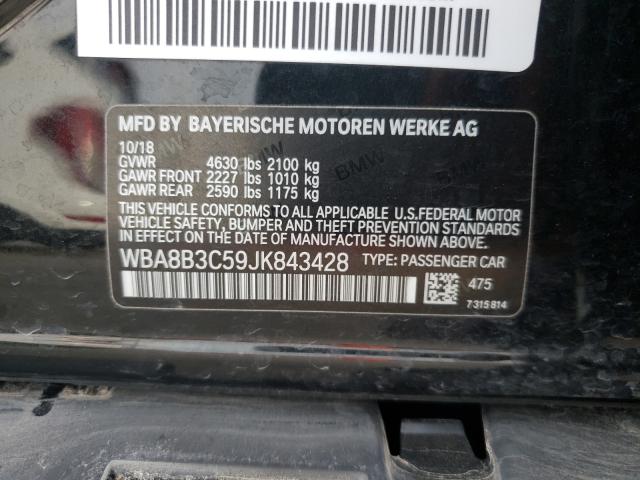 MFD BY BAYERISCHE MOTOREN WERKE AG
10/18
GVWR 4630 lbs 2100 kg
GAWR FRONT 2227 lbs 1010 kg
GAWR REAR 2590 lbs 1175 kg
THIS VEHICLE CONFORMS TO ALL APPLICABLE U.S.FEDERAL MOTOR
VEHICLE SAFETY, BUMPER AND THEFT PREVENTION STANDARDS
IN EFFECT ON THE DATE OF MANUFACTURE SHOWN ABOVE.
WBA8B3C59JK843428 TYPE: PASSENGER CAR
475
7315814
BMW